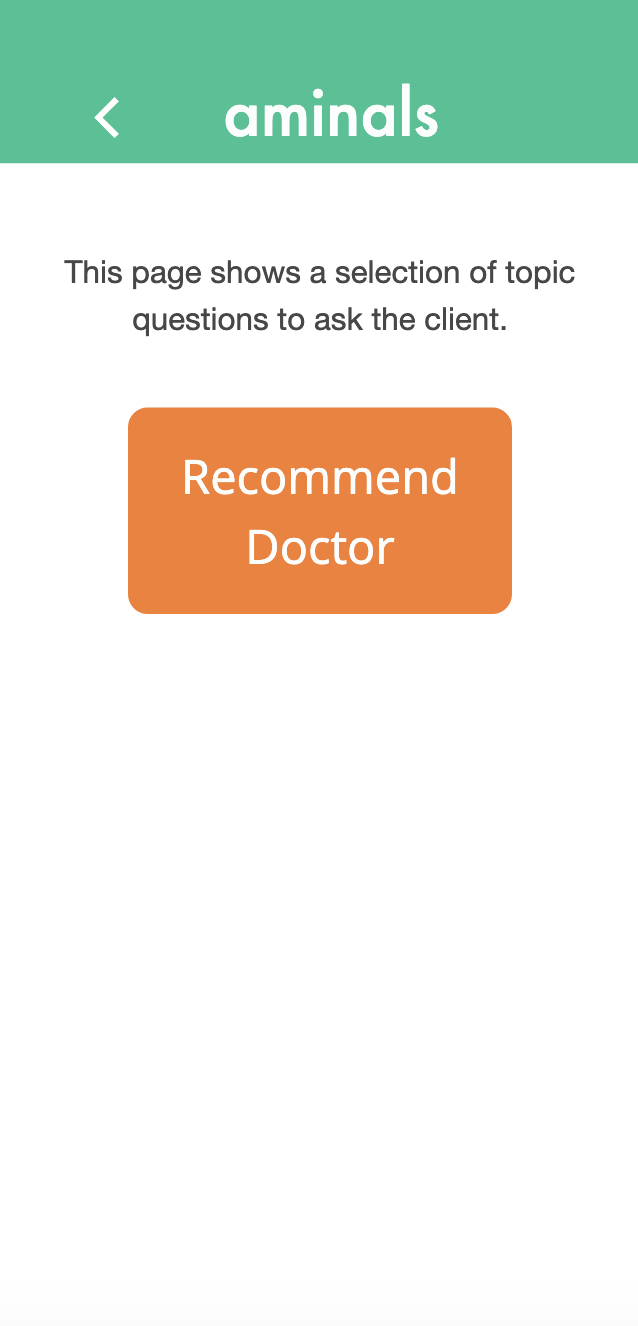 aminals
This page shows a selection of topic
questions to ask the client.
Recommend
Doctor